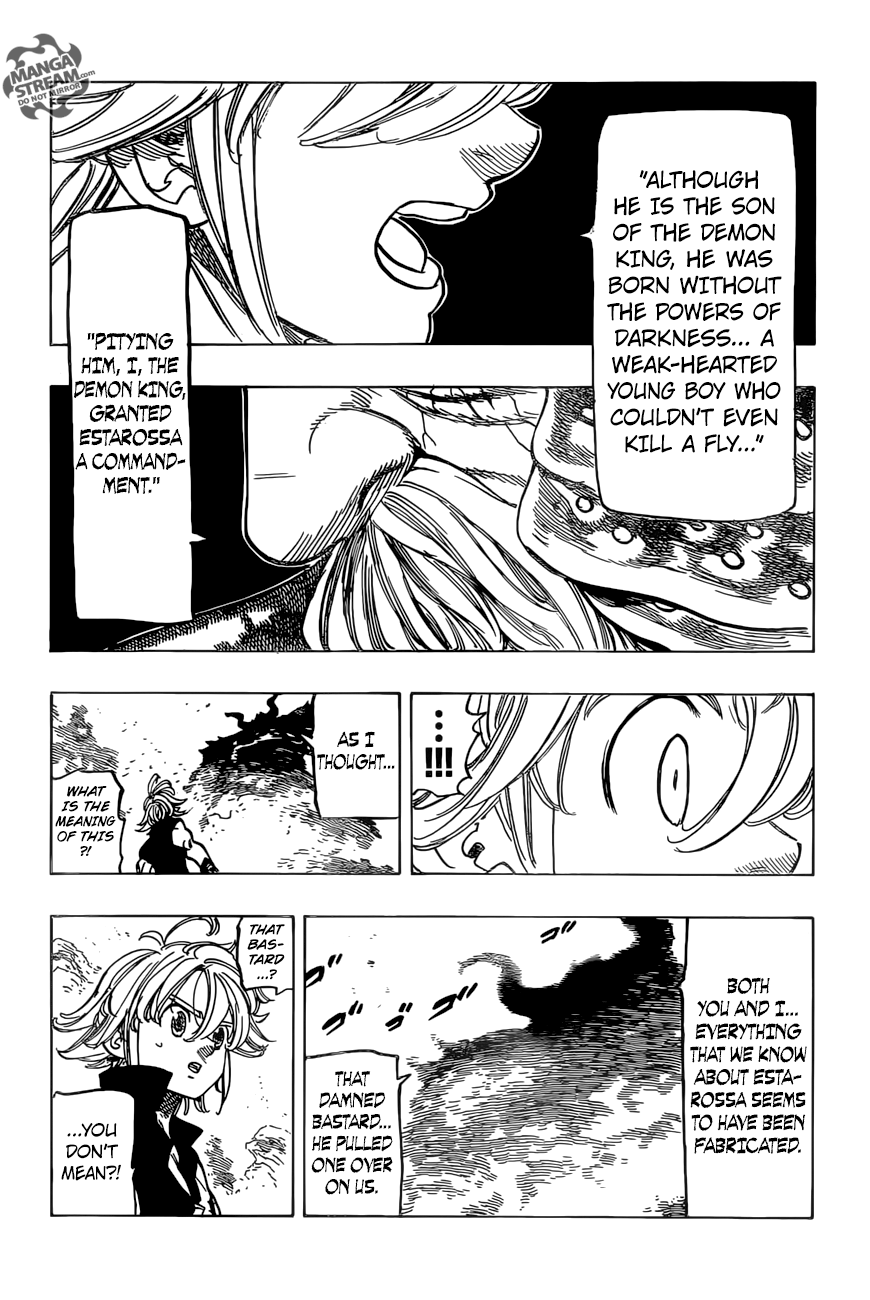 MANGA
STREAM.com
DO NOT MIRROR
"ALTHOUGH
HE IS THE SON
OF THE DEMON
KING, HE WAS
BORN WITHOUT
THE POWERS OF
DARKNESS... A
WEAK-HEARTED
YOUNG BOY WHO
COULDN'T EVEN
KILL A FLY..."
"PITYING
HIM, I, THE
DEMON KING,
GRANTED
ESTAROSSA
A COMMAND-
MENT."
...!!!
AS I
THOUGHT...
WHAT
IS THE
MEANING
OF THIS
?!
BOTH
YOU AND I...
EVERYTHING
THAT WE KNOW
ABOUT ESTA-
ROSSA SEEMS
TO HAVE BEEN
FABRICATED.
ゴゴゴゴ
THAT
DAMNED
BASTARD...
HE PULLED
ONE OVER
ON US.
THAT
BAS-
TARD
...?
...YOU
DON'T
MEAN?!